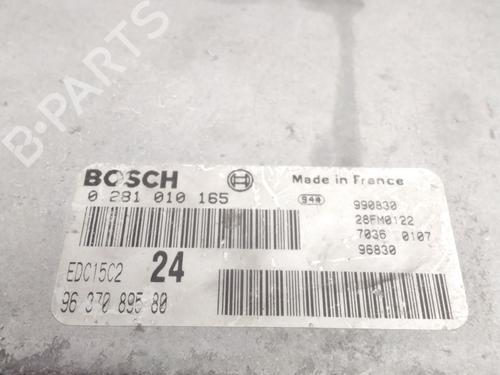 B-PARTS
BOSCH
0 281 010 165
Made in France
944
990830
28FM0122
7036 0107
96830
EDC15C2 24
96 370 895 80